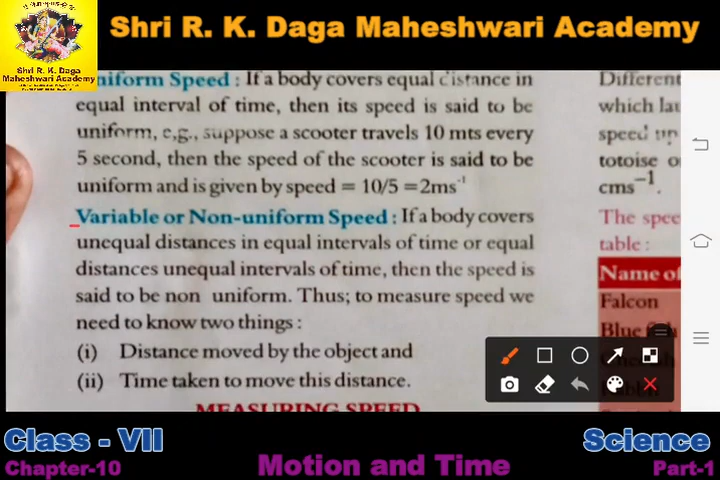 Shri R. K. Daga Maheshwari Academy
Shri R. K. Daga
Maheshwari Academy
niform Speed : If a body covers equal distance in
equal interval of time, then its speed is said to be
uniform, e,g., suppose a scooter travels 10 mts every
5 second, then the speed of the scooter is said to be
uniform and is given by speed = 10/5 =2ms⁻¹
Variable or Non-uniform Speed : If a body covers
unequal distances in equal intervals of time or equal
distances unequal intervals of time, then the speed is
said to be non uniform. Thus; to measure speed we
need to know two things :
(i) Distance moved by the object and
(ii) Time taken to move this distance.
MEASURING SPEED
Different
which lau
speed up
totoise o
cms⁻¹.
The spee
table :
Name of
Falcon
Blue
Class - VII
Science
Chapter-10
Motion and Time
Part-1